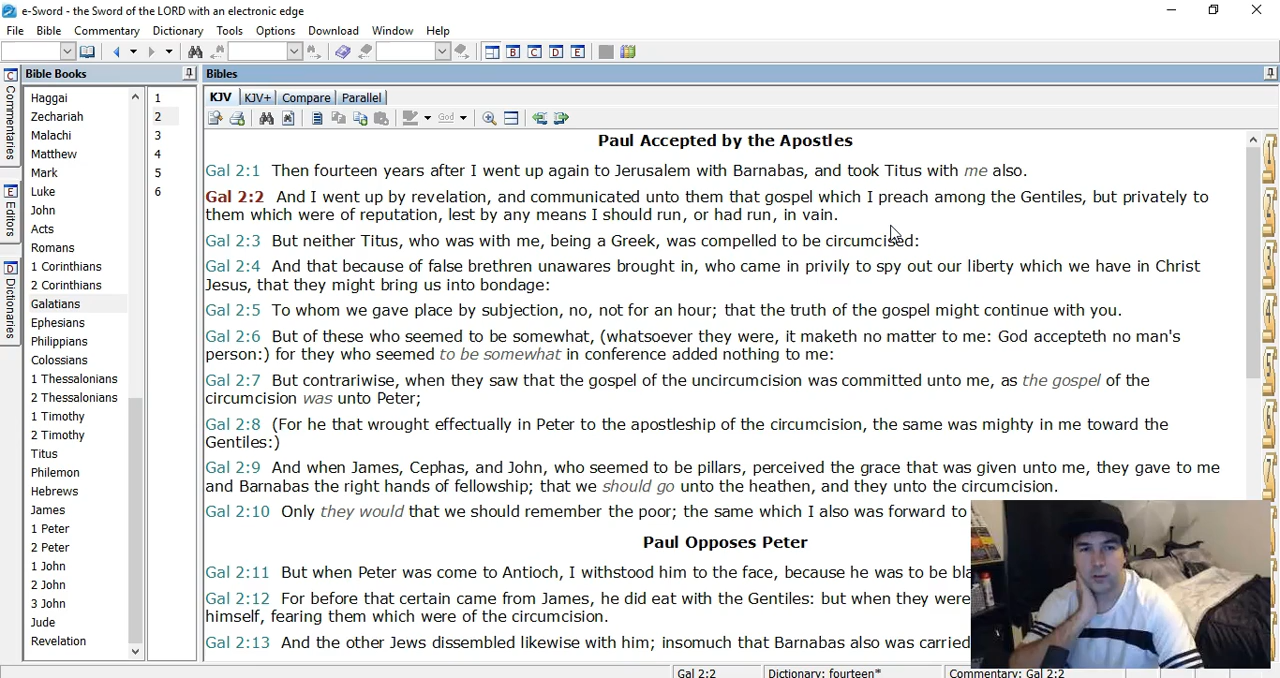 e-Sword - the Sword of the LORD with an electronic edge
File Bible Commentary Dictionary Tools Options Download Window Help
B C D E
C Commentaries
E Editors
D Dictionaries
Bible Books
Haggai
Zechariah
Malachi
Matthew
Mark
Luke
John
Acts
Romans
1 Corinthians
2 Corinthians
Galatians
Ephesians
Philippians
Colossians
1 Thessalonians
2 Thessalonians
1 Timothy
2 Timothy
Titus
Philemon
Hebrews
James
1 Peter
2 Peter
1 John
2 John
3 John
Jude
Revelation
1
2
3
4
5
6
Bibles
KJV KJV+ Compare Parallel
God
Paul Accepted by the Apostles
Gal 2:1 Then fourteen years after I went up again to Jerusalem with Barnabas, and took Titus with me also.
Gal 2:2 And I went up by revelation, and communicated unto them that gospel which I preach among the Gentiles, but privately to
them which were of reputation, lest by any means I should run, or had run, in vain.
Gal 2:3 But neither Titus, who was with me, being a Greek, was compelled to be circumcised:
Gal 2:4 And that because of false brethren unawares brought in, who came in privily to spy out our liberty which we have in Christ
Jesus, that they might bring us into bondage:
Gal 2:5 To whom we gave place by subjection, no, not for an hour; that the truth of the gospel might continue with you.
Gal 2:6 But of these who seemed to be somewhat, (whatsoever they were, it maketh no matter to me: God accepteth no man's
person:) for they who seemed to be somewhat in conference added nothing to me:
Gal 2:7 But contrariwise, when they saw that the gospel of the uncircumcision was committed unto me, as the gospel of the
circumcision was unto Peter;
Gal 2:8 (For he that wrought effectually in Peter to the apostleship of the circumcision, the same was mighty in me toward the
Gentiles:)
Gal 2:9 And when James, Cephas, and John, who seemed to be pillars, perceived the grace that was given unto me, they gave to me
and Barnabas the right hands of fellowship; that we should go unto the heathen, and they unto the circumcision.
Gal 2:10 Only they would that we should remember the poor; the same which I also was forward to
Paul Opposes Peter
Gal 2:11 But when Peter was come to Antioch, I withstood him to the face, because he was to be bla
Gal 2:12 For before that certain came from James, he did eat with the Gentiles: but when they were
himself, fearing them which were of the circumcision.
Gal 2:13 And the other Jews dissembled likewise with him; insomuch that Barnabas also was carried
1
2
3
4
5
6
7
Gal 2:2 Dictionary: fourteen* Commentary: Gal 2:2